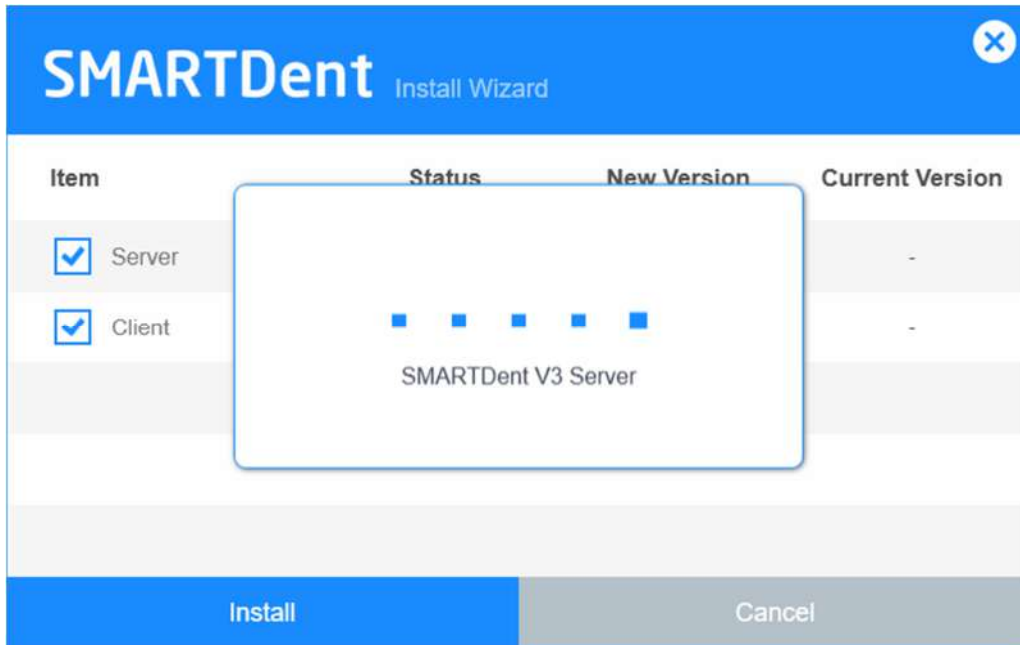 SMARTDent Install Wizard
Item Status New Version Current Version
Server -
Client -
SMARTDent V3 Server
Install Cancel